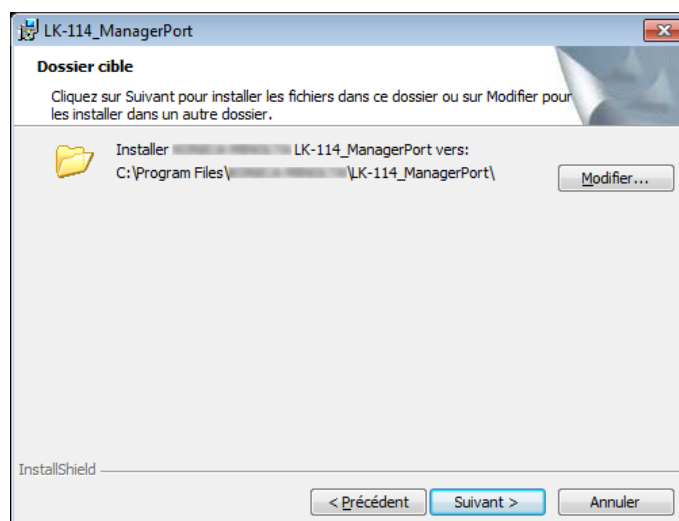 LK-114_ManagerPort
Dossier cible
Cliquez sur Suivant pour installer les fichiers dans ce dossier ou sur Modifier pour
les installer dans un autre dossier.
Installer LK-114_ManagerPort vers:
C:\Program Files\ \LK-114_ManagerPort\
Modifier...
InstallShield
< Précédent
Suivant >
Annuler